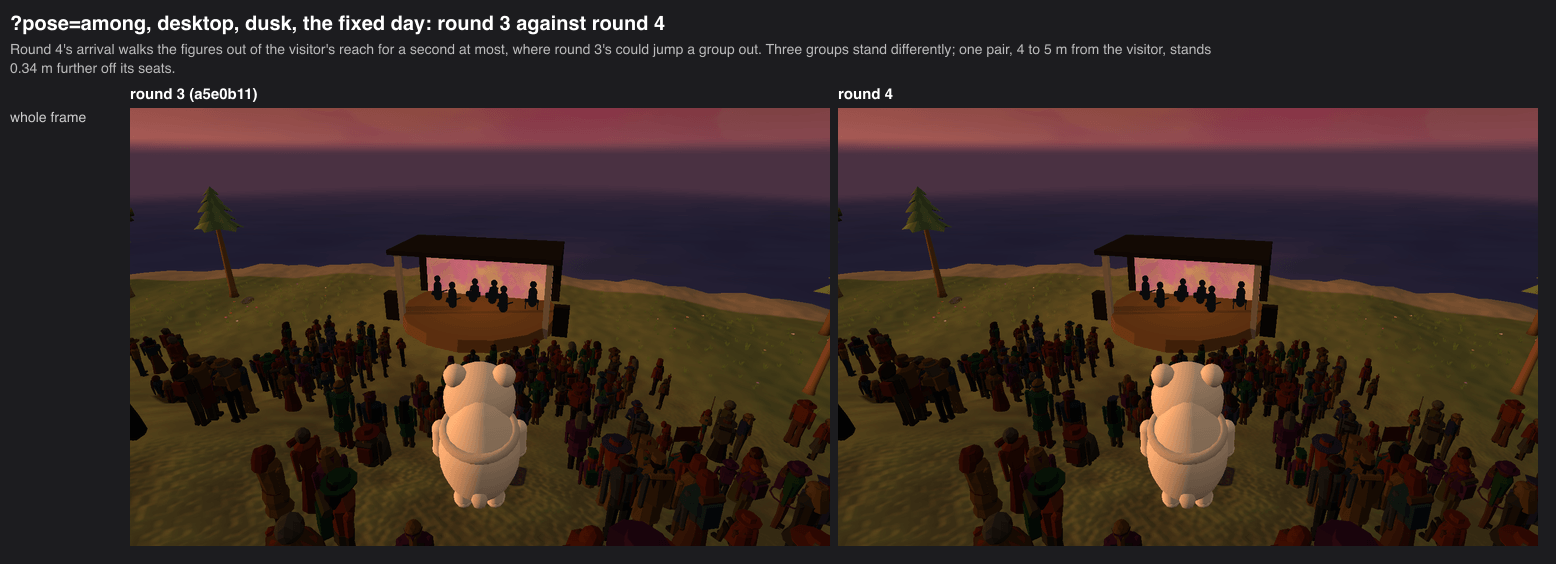 ?pose=among, desktop, dusk, the fixed day: round 3 against round 4
Round 4's arrival walks the figures out of the visitor's reach for a second at most, where round 3's could jump a group out. Three groups stand differently; one pair, 4 to 5 m from the visitor, stands
0.34 m further off its seats.
round 3 (a5e0b11)
round 4
whole frame